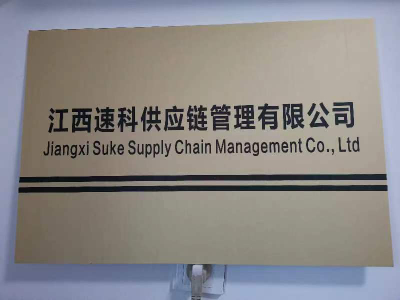 江西速科供应链管理有限公司
Jiangxi Suke Supply Chain Management Co., Ltd